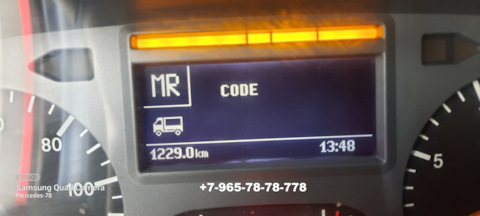 MR
CODE
1229.0km
13:48
80
100
5
Samsung Quad Camera
Mercedes-78
+7-965-78-78-778